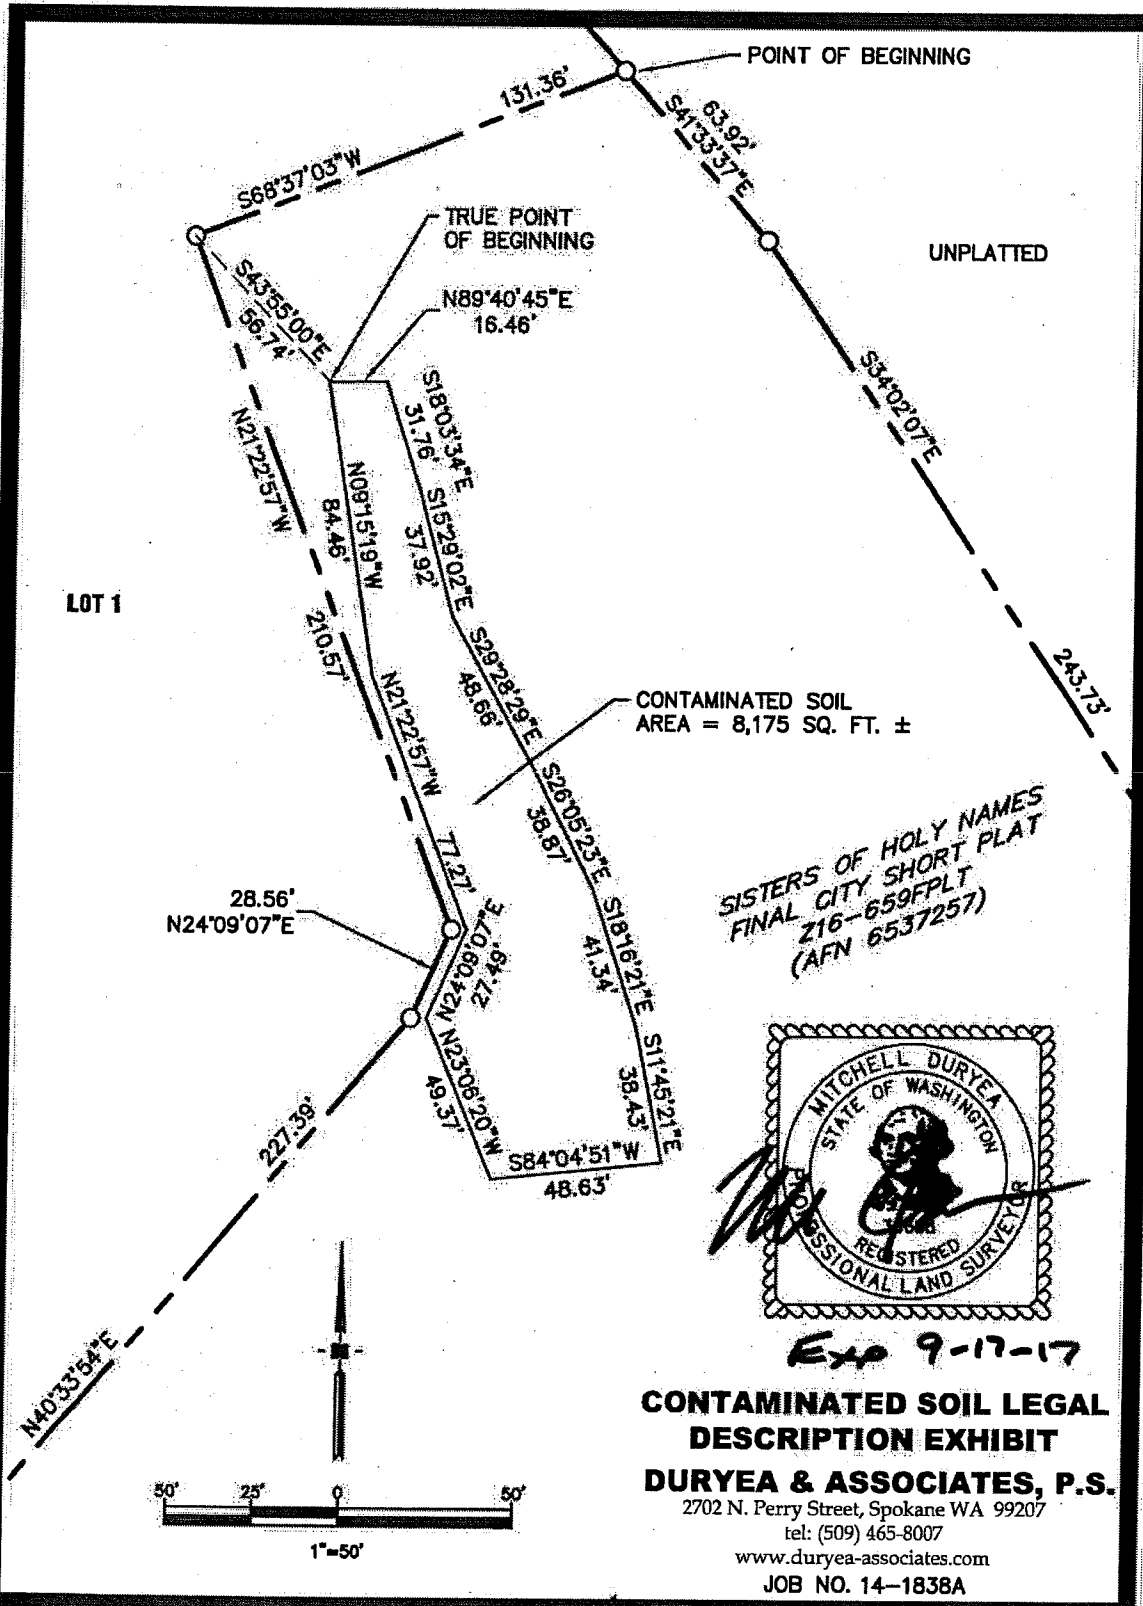 POINT OF BEGINNING
131.36'
S68°37'03"W
63.92'
S41°33'37"E
TRUE POINT
OF BEGINNING
UNPLATTED
S43°55'00"E
56.74'
N89°40'45"E
16.46'
S34°02'07"E
243.73'
S18°03'34"E
31.76'
N21°22'57"W
210.57'
N09°15'19"W
84.46'
S15°29'02"E
37.92'
LOT 1
S29°28'29"E
48.66'
N21°22'57"W
77.27'
CONTAMINATED SOIL
AREA = 8,175 SQ. FT. ±
S26°05'23"E
38.87'
SISTERS OF HOLY NAMES
FINAL CITY SHORT PLAT
Z16-659FPLT
(AFN 6537257)
28.56'
N24°09'07"E
N24°09'07"E
27.49'
S18°16'21"E
41.34'
N23°06'20"W
49.37'
S11°45'21"E
38.43'
S84°04'51"W
48.63'
227.39'
N40°33'54"E
MITCHELL DURYEA
STATE OF WASHINGTON
REGISTERED
PROFESSIONAL LAND SURVEYOR
Exp 9-17-17
50' 25' 0 50'
1"=50'
CONTAMINATED SOIL LEGAL
DESCRIPTION EXHIBIT
DURYEA & ASSOCIATES, P.S.
2702 N. Perry Street, Spokane WA 99207
tel: (509) 465-8007
www.duryea-associates.com
JOB NO. 14-1838A